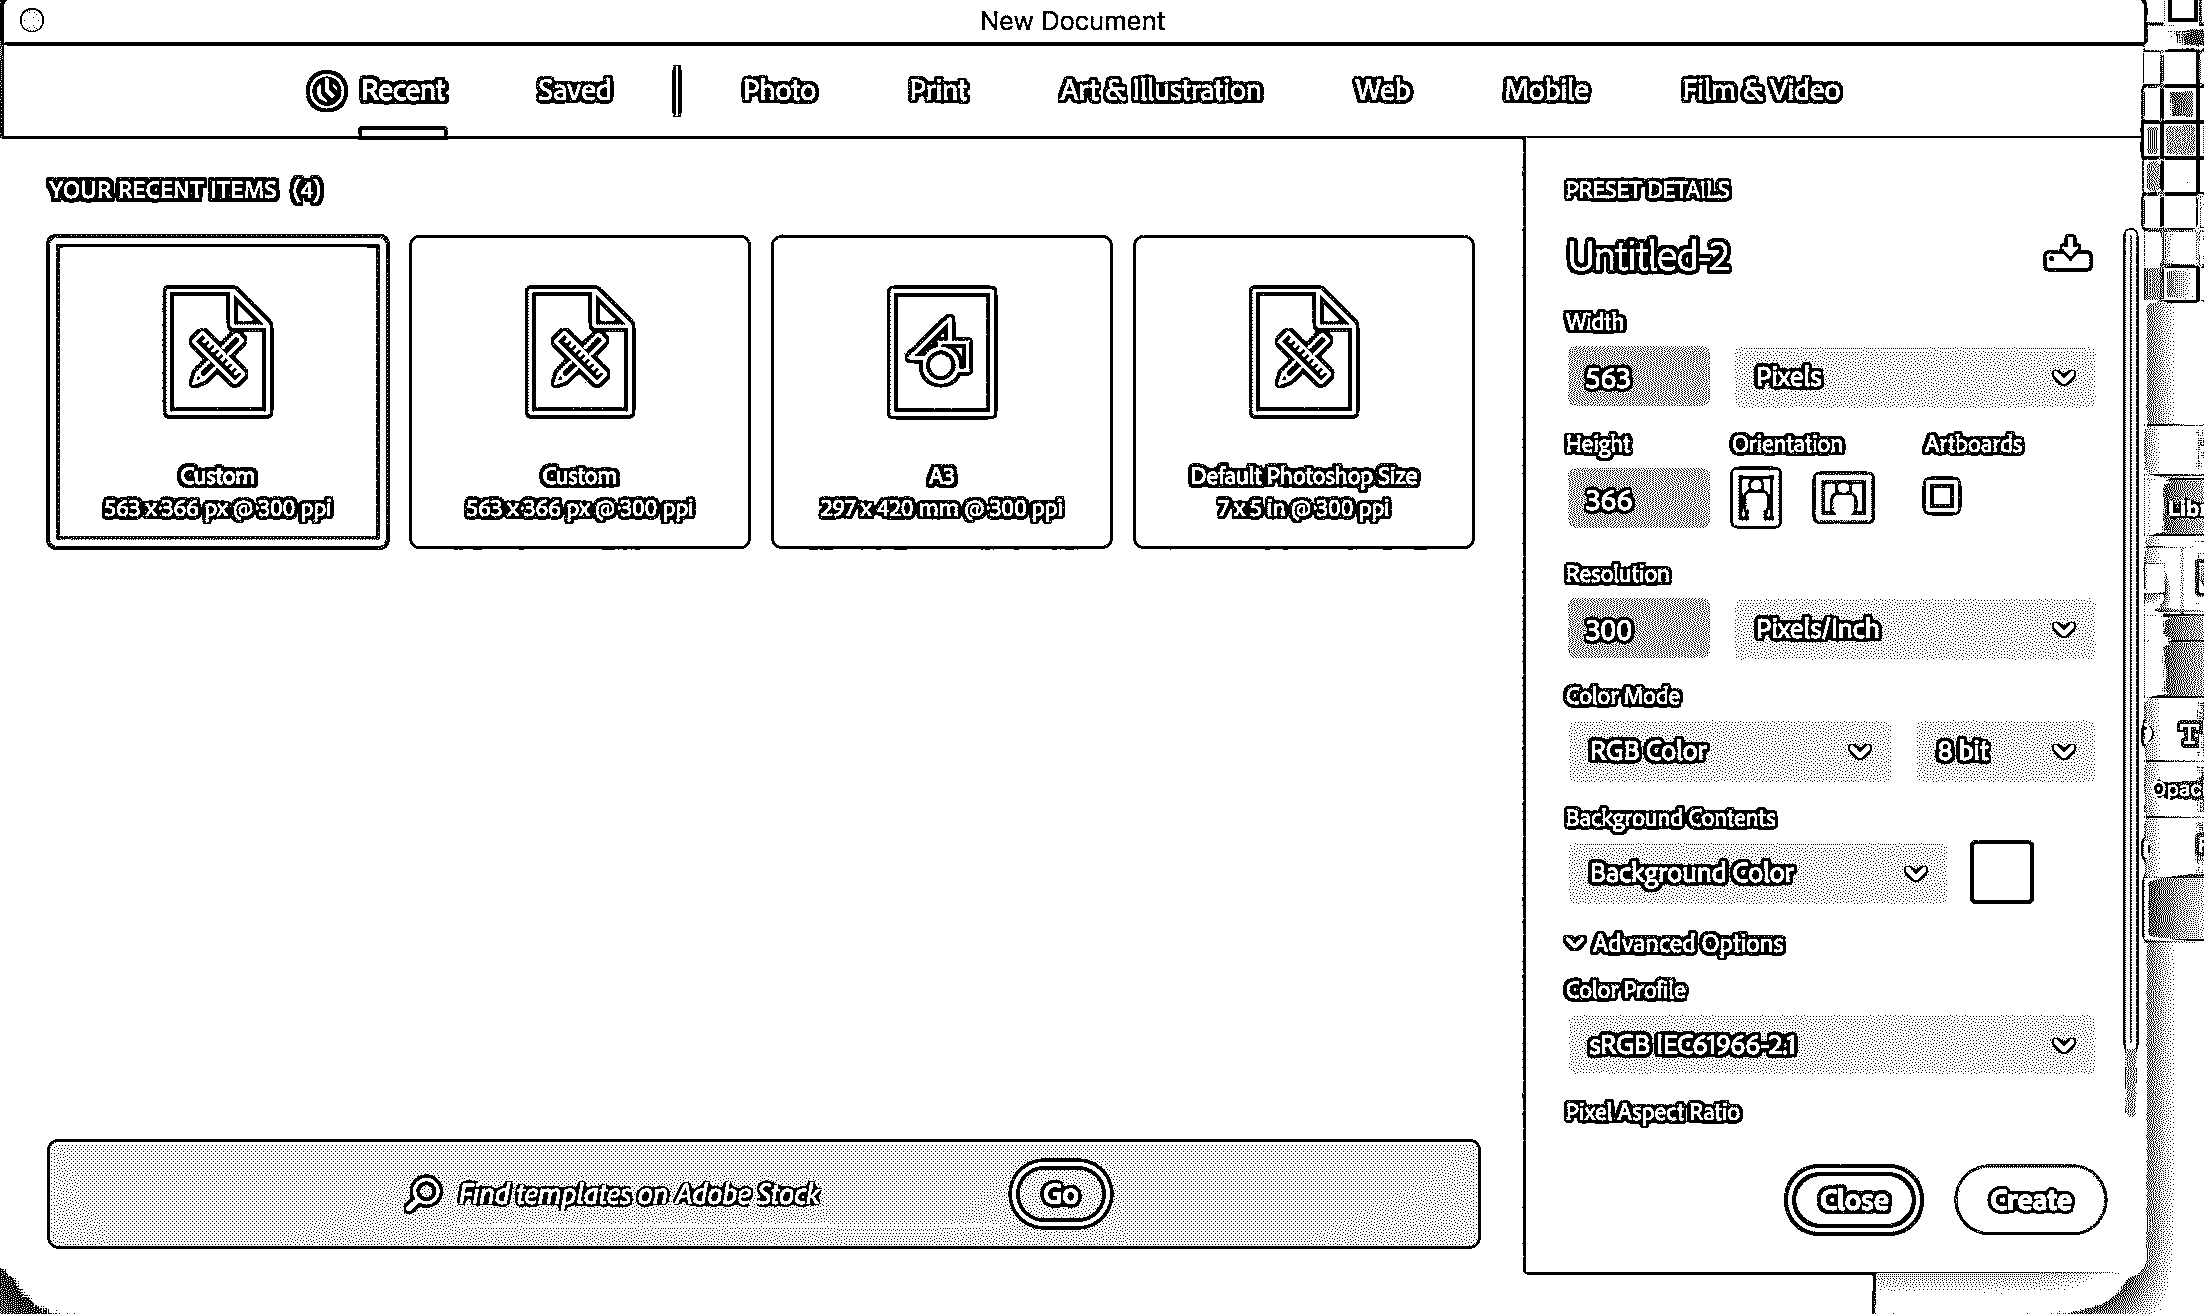 New Document
Recent Saved Photo Print Art & Illustration Web Mobile Film & Video
YOUR RECENT ITEMS (4)
Custom
563 x 366 px @ 300 ppi
Custom
563 x 366 px @ 300 ppi
A3
297 x 420 mm @ 300 ppi
Default Photoshop Size
7 x 5 in @ 300 ppi
Find templates on Adobe Stock
Go
PRESET DETAILS
Untitled-2
Width
563 Pixels
Height Orientation Artboards
366
Resolution
300 Pixels/Inch
Color Mode
RGB Color 8 bit
Background Contents
Background Color
Advanced Options
Color Profile
sRGB IEC61966-2.1
Pixel Aspect Ratio
Close Create